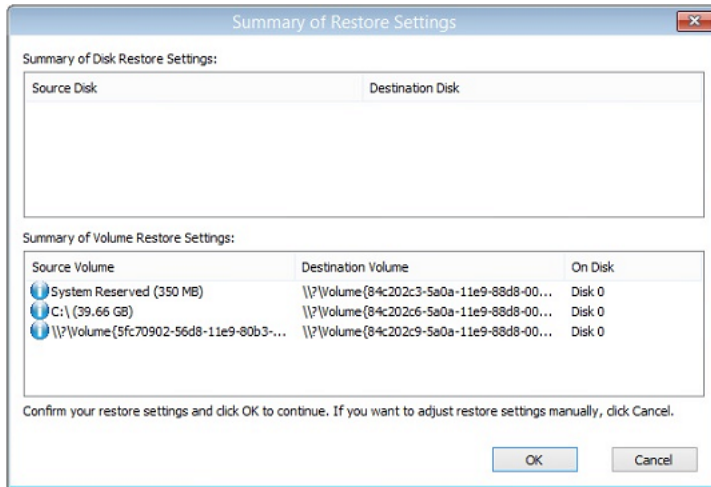 Summary of Restore Settings
Summary of Disk Restore Settings:
Source Disk Destination Disk
Summary of Volume Restore Settings:
Source Volume Destination Volume On Disk
System Reserved (350 MB) \\?\Volume{84c202c3-5a0a-11e9-88d8-00... Disk 0
C:\ (39.66 GB) \\?\Volume{84c202c6-5a0a-11e9-88d8-00... Disk 0
\\?\Volume{5fc70902-56d8-11e9-80b3-... \\?\Volume{84c202c9-5a0a-11e9-88d8-00... Disk 0
Confirm your restore settings and click OK to continue. If you want to adjust restore settings manually, click Cancel.
OK Cancel